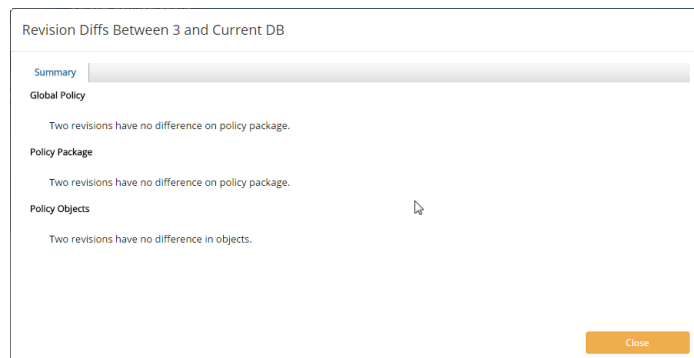 Revision Diffs Between 3 and Current DB
Summary
Global Policy
Two revisions have no difference on policy package.
Policy Package
Two revisions have no difference on policy package.
Policy Objects
Two revisions have no difference in objects.
Close